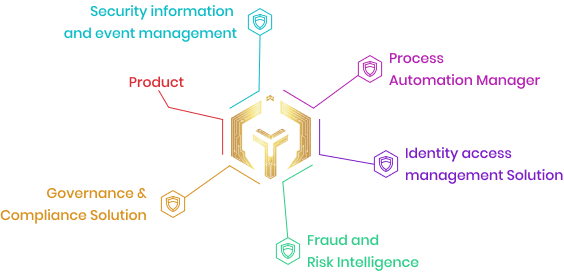 Security information
and event management
Process
Automation Manager
Product
Identity access
management Solution
Governance &
Compliance Solution
Fraud and
Risk Intelligence